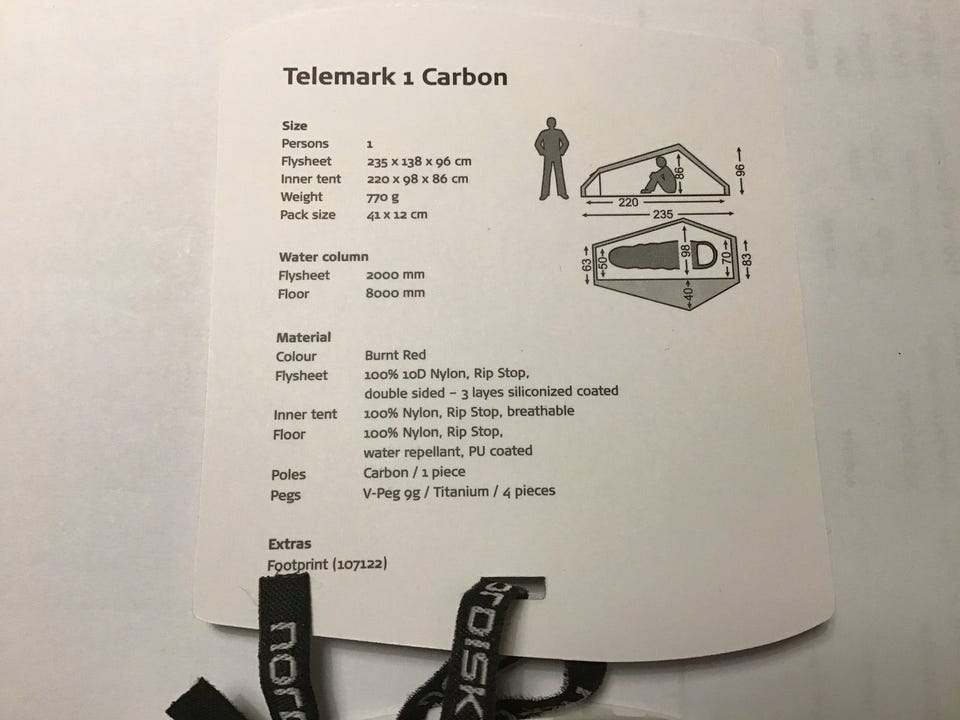 Telemark 1 Carbon
Size
Persons 1
Flysheet 235 x 138 x 96 cm
Inner tent 220 x 98 x 86 cm
Weight 770 g
Pack size 41 x 12 cm
86
96
220
235
63
50
98
70
83
40
Water column
Flysheet 2000 mm
Floor 8000 mm
Material
Colour Burnt Red
Flysheet 100% 10D Nylon, Rip Stop,
double sided – 3 layes siliconized coated
Inner tent 100% Nylon, Rip Stop, breathable
Floor 100% Nylon, Rip Stop,
water repellant, PU coated
Poles Carbon / 1 piece
Pegs V-Peg 9g / Titanium / 4 pieces
Extras
Footprint (107122)
nor
ordisk